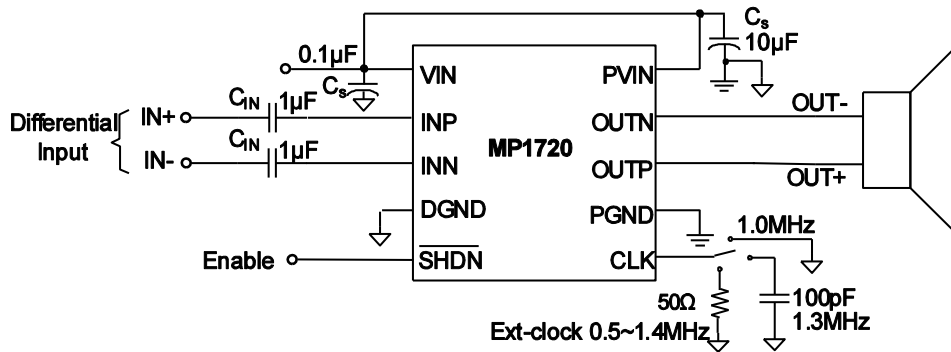 Cs
10µF
0.1µF
Cs
VIN
PVIN
CIN
1µF
IN+
INP
OUTN
OUT-
Differential
Input
CIN
1µF
IN-
INN
MP1720
OUTP
OUT+
DGND
PGND
1.0MHz
Enable
SHDN
CLK
50Ω
100pF
1.3MHz
Ext-clock 0.5~1.4MHz